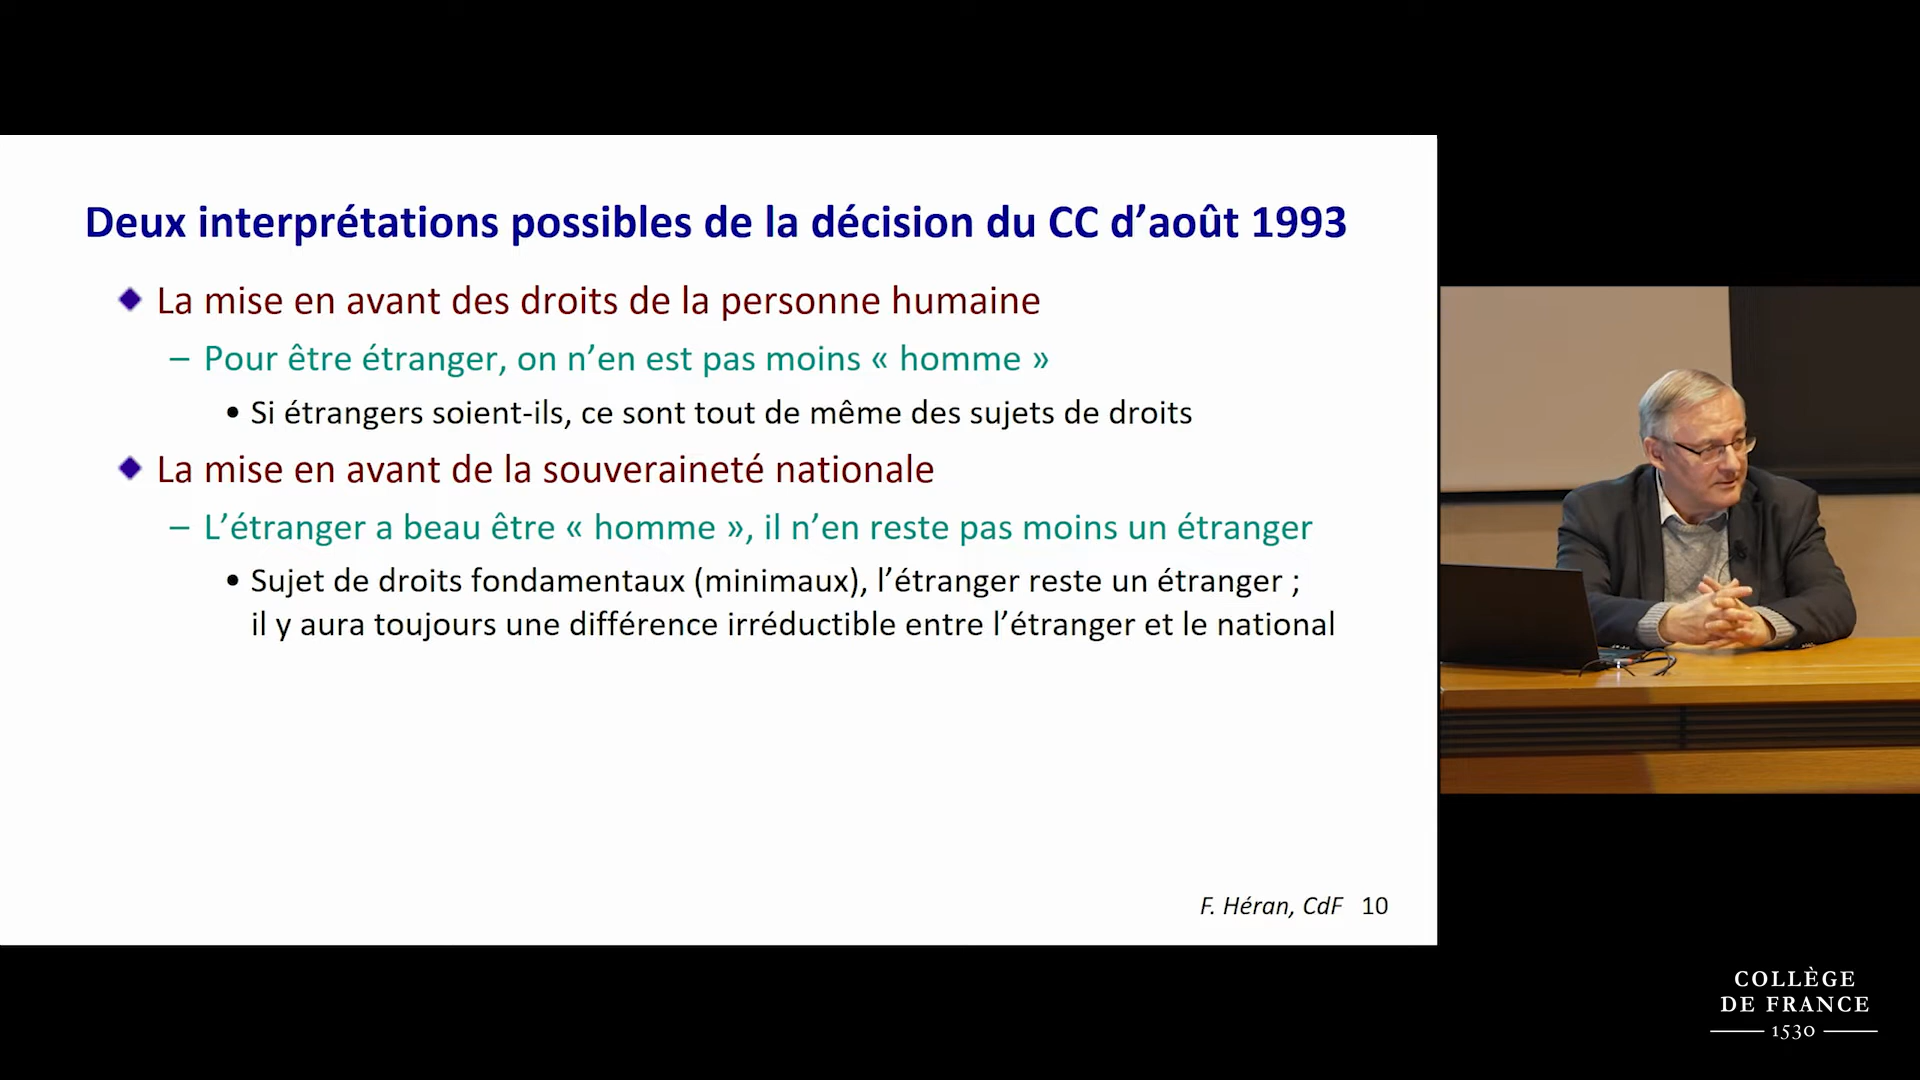 Deux interprétations possibles de la décision du CC d’août 1993
La mise en avant des droits de la personne humaine
– Pour être étranger, on n’en est pas moins « homme »
• Si étrangers soient-ils, ce sont tout de même des sujets de droits
La mise en avant de la souveraineté nationale
– L’étranger a beau être « homme », il n’en reste pas moins un étranger
• Sujet de droits fondamentaux (minimaux), l’étranger reste un étranger ;
il y aura toujours une différence irréductible entre l’étranger et le national
F. Héran, CdF 10
COLLÈGE
DE FRANCE
1530